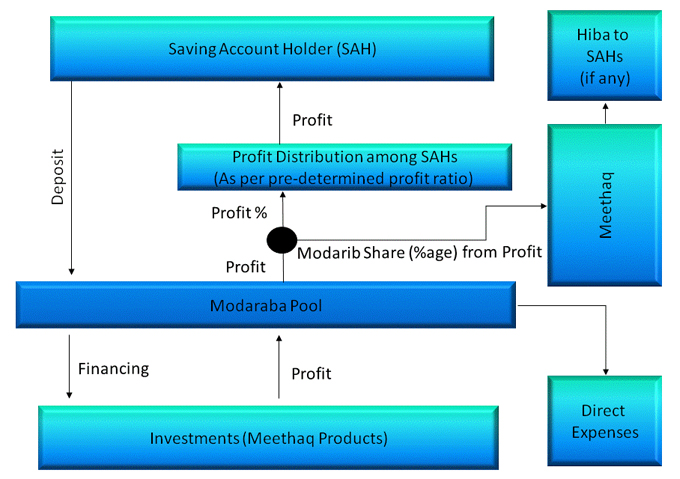 Saving Account Holder (SAH)
Hiba to
SAHs
(if any)
Profit
Deposit
Profit Distribution among SAHs
(As per pre-determined profit ratio)
Meethaq
Profit %
Modarib Share (%age) from Profit
Profit
Modaraba Pool
Financing
Profit
Investments (Meethaq Products)
Direct
Expenses